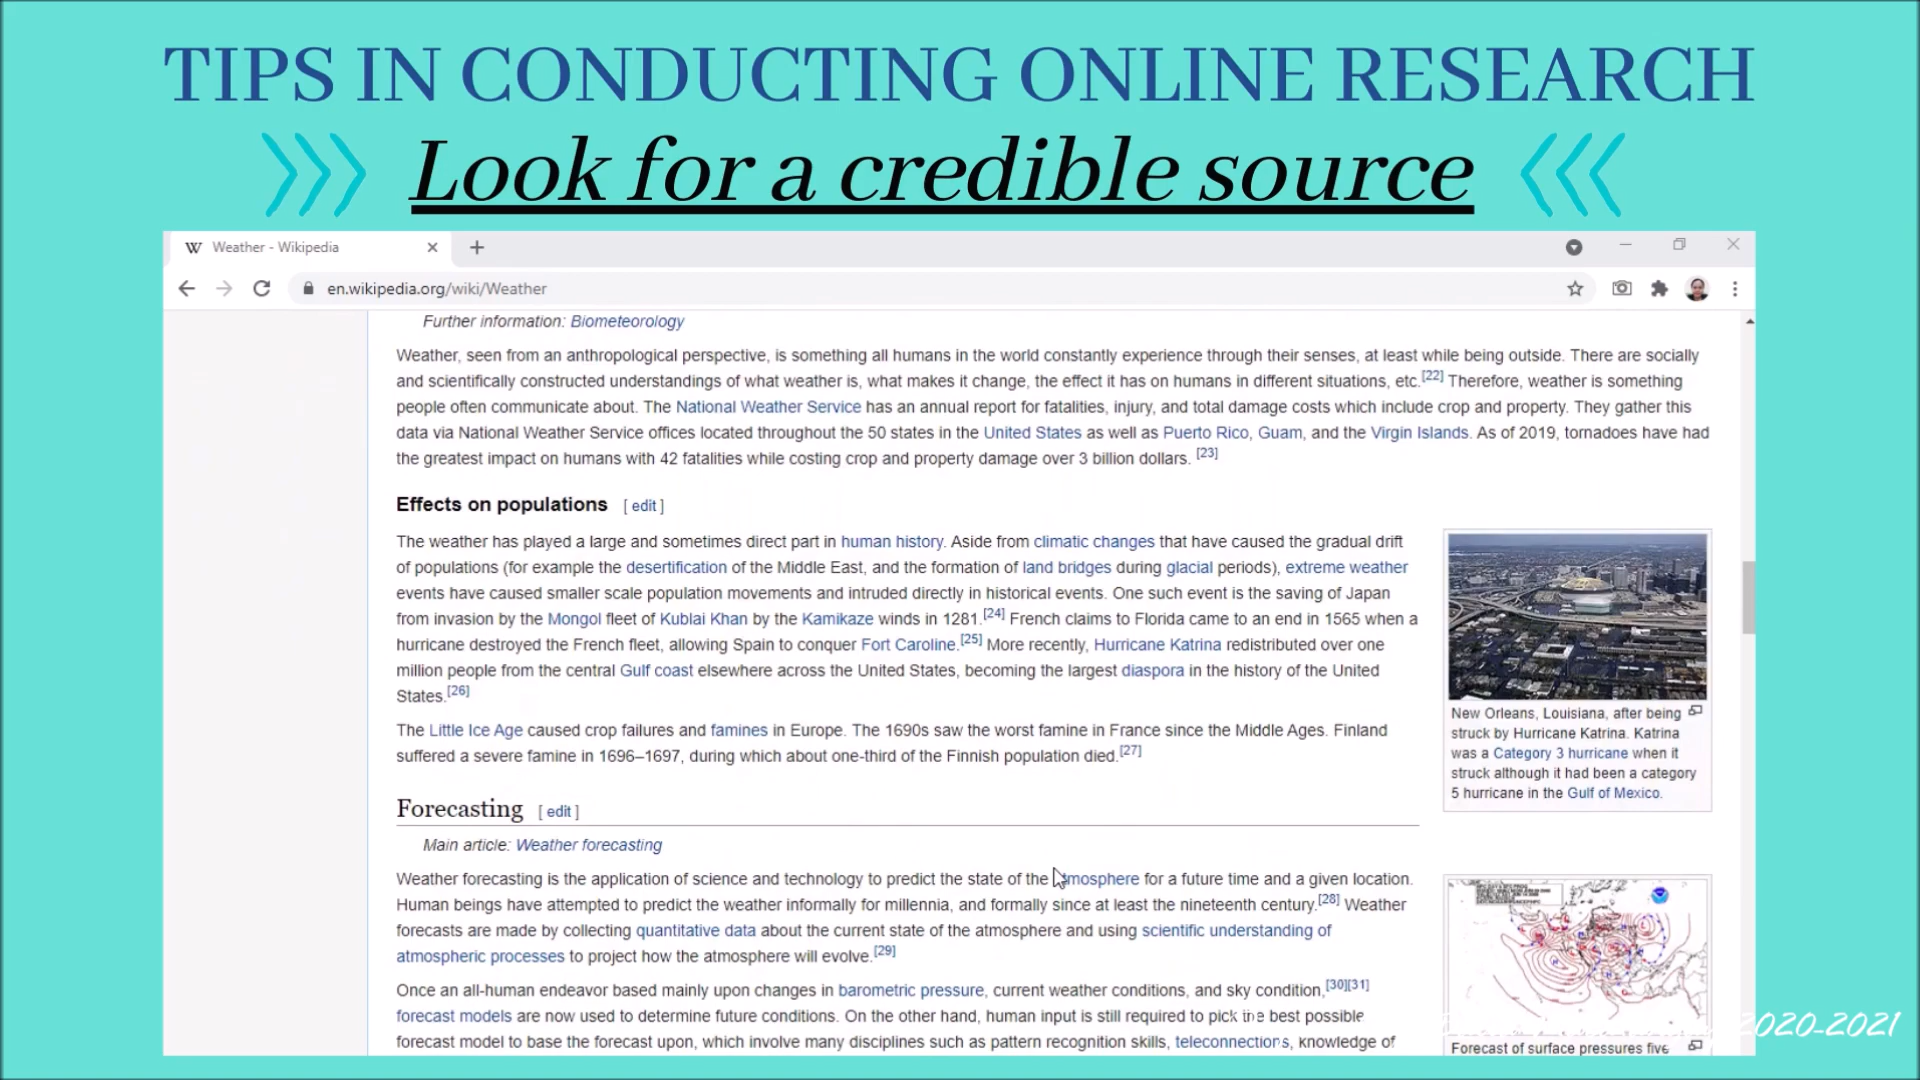 TIPS IN CONDUCTING ONLINE RESEARCH
Look for a credible source
Weather - Wikipedia
en.wikipedia.org/wiki/Weather
Further information: Biometeorology
Weather, seen from an anthropological perspective, is something all humans in the world constantly experience through their senses, at least while being outside. There are socially
and scientifically constructed understandings of what weather is, what makes it change, the effect it has on humans in different situations, etc.[22] Therefore, weather is something
people often communicate about. The National Weather Service has an annual report for fatalities, injury, and total damage costs which include crop and property. They gather this
data via National Weather Service offices located throughout the 50 states in the United States as well as Puerto Rico, Guam, and the Virgin Islands. As of 2019, tornadoes have had
the greatest impact on humans with 42 fatalities while costing crop and property damage over 3 billion dollars. [23]
Effects on populations [ edit ]
The weather has played a large and sometimes direct part in human history. Aside from climatic changes that have caused the gradual drift
of populations (for example the desertification of the Middle East, and the formation of land bridges during glacial periods), extreme weather
events have caused smaller scale population movements and intruded directly in historical events. One such event is the saving of Japan
from invasion by the Mongol fleet of Kublai Khan by the Kamikaze winds in 1281.[24] French claims to Florida came to an end in 1565 when a
hurricane destroyed the French fleet, allowing Spain to conquer Fort Caroline.[25] More recently, Hurricane Katrina redistributed over one
million people from the central Gulf coast elsewhere across the United States, becoming the largest diaspora in the history of the United
States.[26]
The Little Ice Age caused crop failures and famines in Europe. The 1690s saw the worst famine in France since the Middle Ages. Finland
suffered a severe famine in 1696–1697, during which about one-third of the Finnish population died.[27]
New Orleans, Louisiana, after being
struck by Hurricane Katrina. Katrina
was a Category 3 hurricane when it
struck although it had been a category
5 hurricane in the Gulf of Mexico.
Forecasting [ edit ]
Main article: Weather forecasting
Weather forecasting is the application of science and technology to predict the state of the atmosphere for a future time and a given location.
Human beings have attempted to predict the weather informally for millennia, and formally since at least the nineteenth century.[28] Weather
forecasts are made by collecting quantitative data about the current state of the atmosphere and using scientific understanding of
atmospheric processes to project how the atmosphere will evolve.[29]
Once an all-human endeavor based mainly upon changes in barometric pressure, current weather conditions, and sky condition,[30][31]
forecast models are now used to determine future conditions. On the other hand, human input is still required to pick the best possible
forecast model to base the forecast upon, which involve many disciplines such as pattern recognition skills, teleconnections, knowledge of
Forecast of surface pressures five
2020-2021